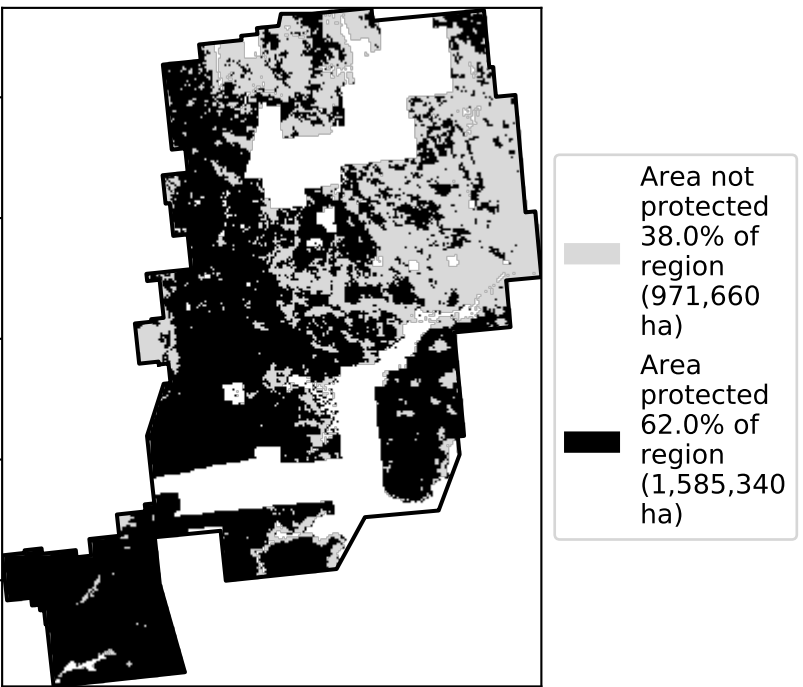 Area not
protected
38.0% of
region
(971,660
ha)
Area
protected
62.0% of
region
(1,585,340
ha)